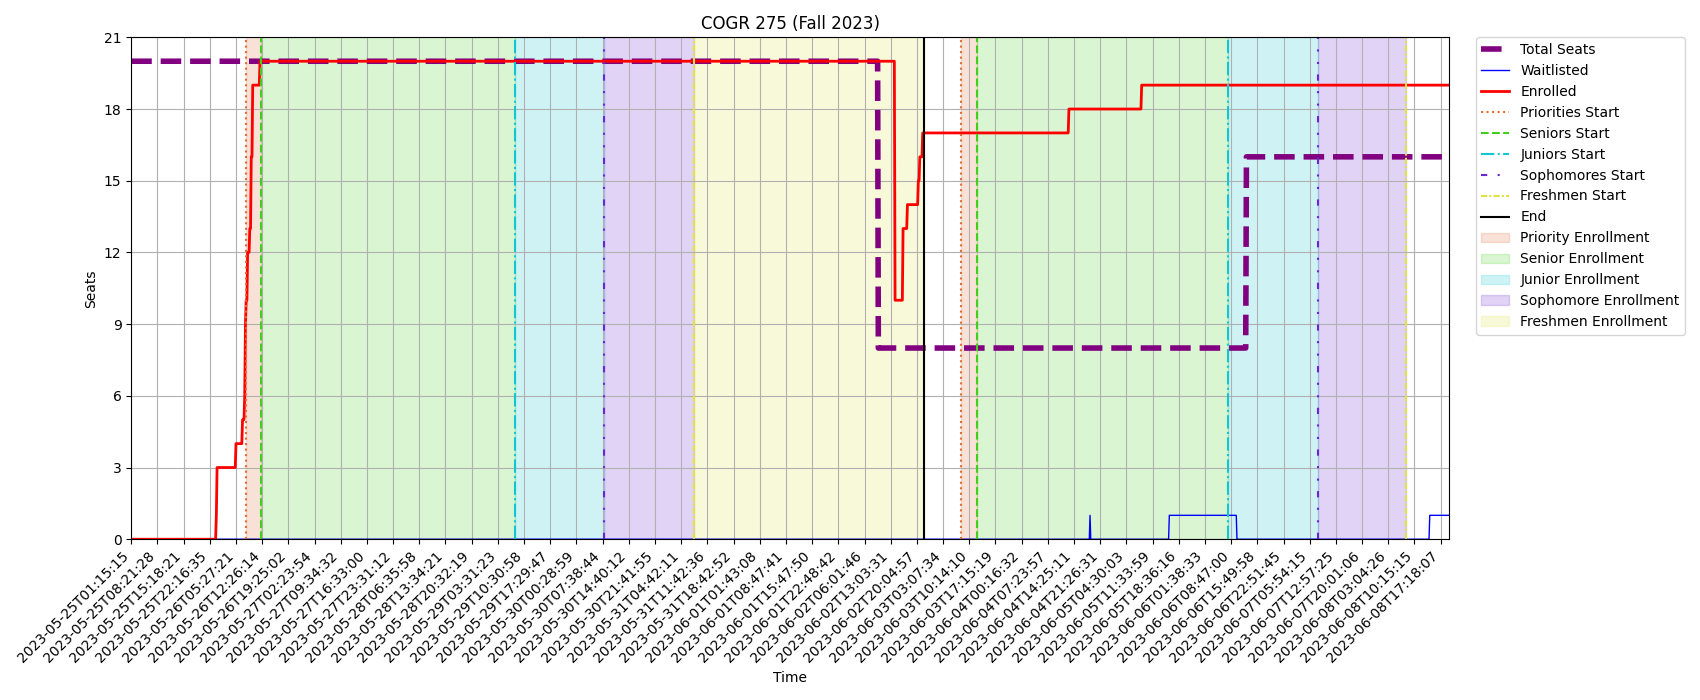 COGR 275 (Fall 2023)
21
18
15
12
9
6
3
0
Seats
2023-05-25T01:15:15
2023-05-25T08:21:28
2023-05-25T15:18:21
2023-05-25T22:16:35
2023-05-26T05:27:21
2023-05-26T12:26:14
2023-05-26T19:25:02
2023-05-27T02:23:54
2023-05-27T09:34:32
2023-05-27T16:33:00
2023-05-27T23:31:12
2023-05-28T06:35:58
2023-05-28T13:34:21
2023-05-28T20:32:19
2023-05-29T03:31:23
2023-05-29T10:30:58
2023-05-29T17:29:47
2023-05-30T00:28:59
2023-05-30T07:38:44
2023-05-30T14:40:12
2023-05-30T21:41:55
2023-05-31T04:42:11
2023-05-31T11:42:36
2023-05-31T18:42:52
2023-06-01T01:43:08
2023-06-01T08:47:41
2023-06-01T15:47:50
2023-06-01T22:48:42
2023-06-02T06:01:46
2023-06-02T13:03:31
2023-06-02T20:04:57
2023-06-03T03:07:34
2023-06-03T10:14:10
2023-06-03T17:15:19
2023-06-04T00:16:32
2023-06-04T07:23:57
2023-06-04T14:25:11
2023-06-04T21:26:31
2023-06-05T04:30:03
2023-06-05T11:33:59
2023-06-05T18:36:16
2023-06-06T01:38:33
2023-06-06T08:47:00
2023-06-06T15:49:58
2023-06-06T22:51:45
2023-06-07T05:54:15
2023-06-07T12:57:25
2023-06-07T20:01:06
2023-06-08T03:04:26
2023-06-08T10:15:15
2023-06-08T17:18:07
Time
Total Seats
Waitlisted
Enrolled
Priorities Start
Seniors Start
Juniors Start
Sophomores Start
Freshmen Start
End
Priority Enrollment
Senior Enrollment
Junior Enrollment
Sophomore Enrollment
Freshmen Enrollment